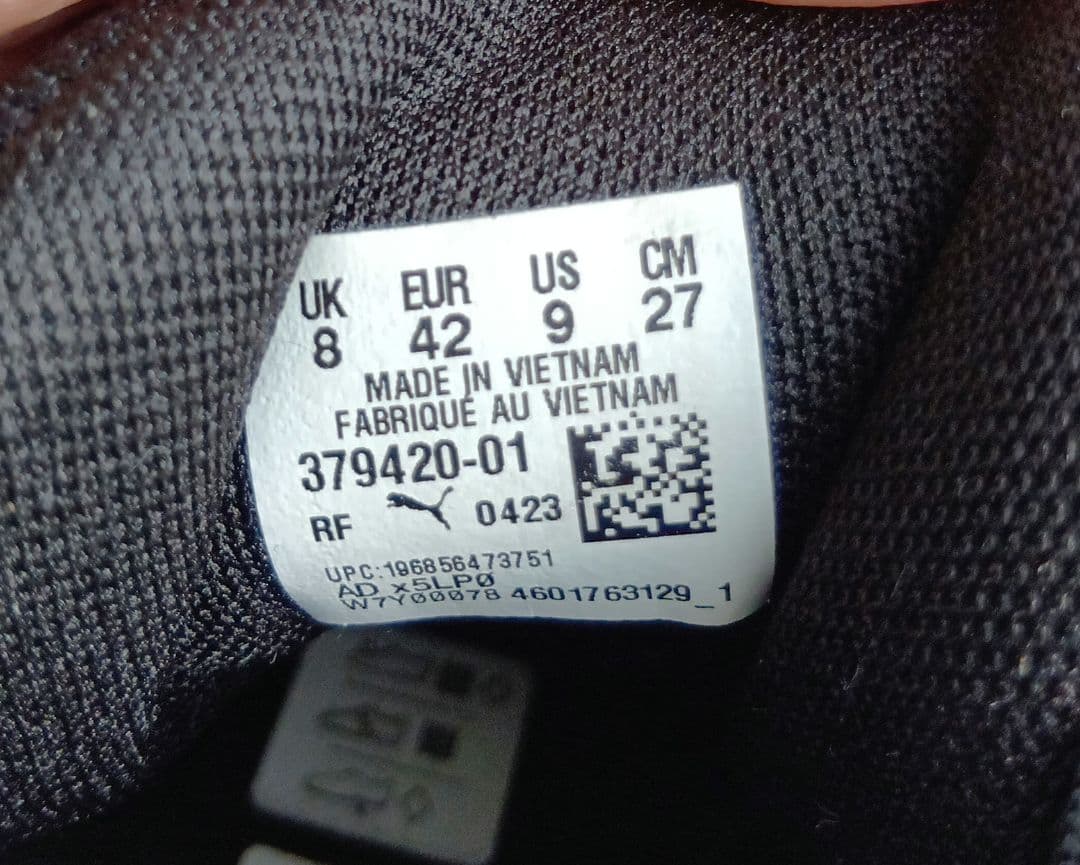 UK EUR US CM
8 42 9 27
MADE IN VIETNAM
FABRIQUE AU VIETNAM
379420-01
RF 0423
UPC:196856473751
AD X5LPØ
W7Y00078 4601763129_1